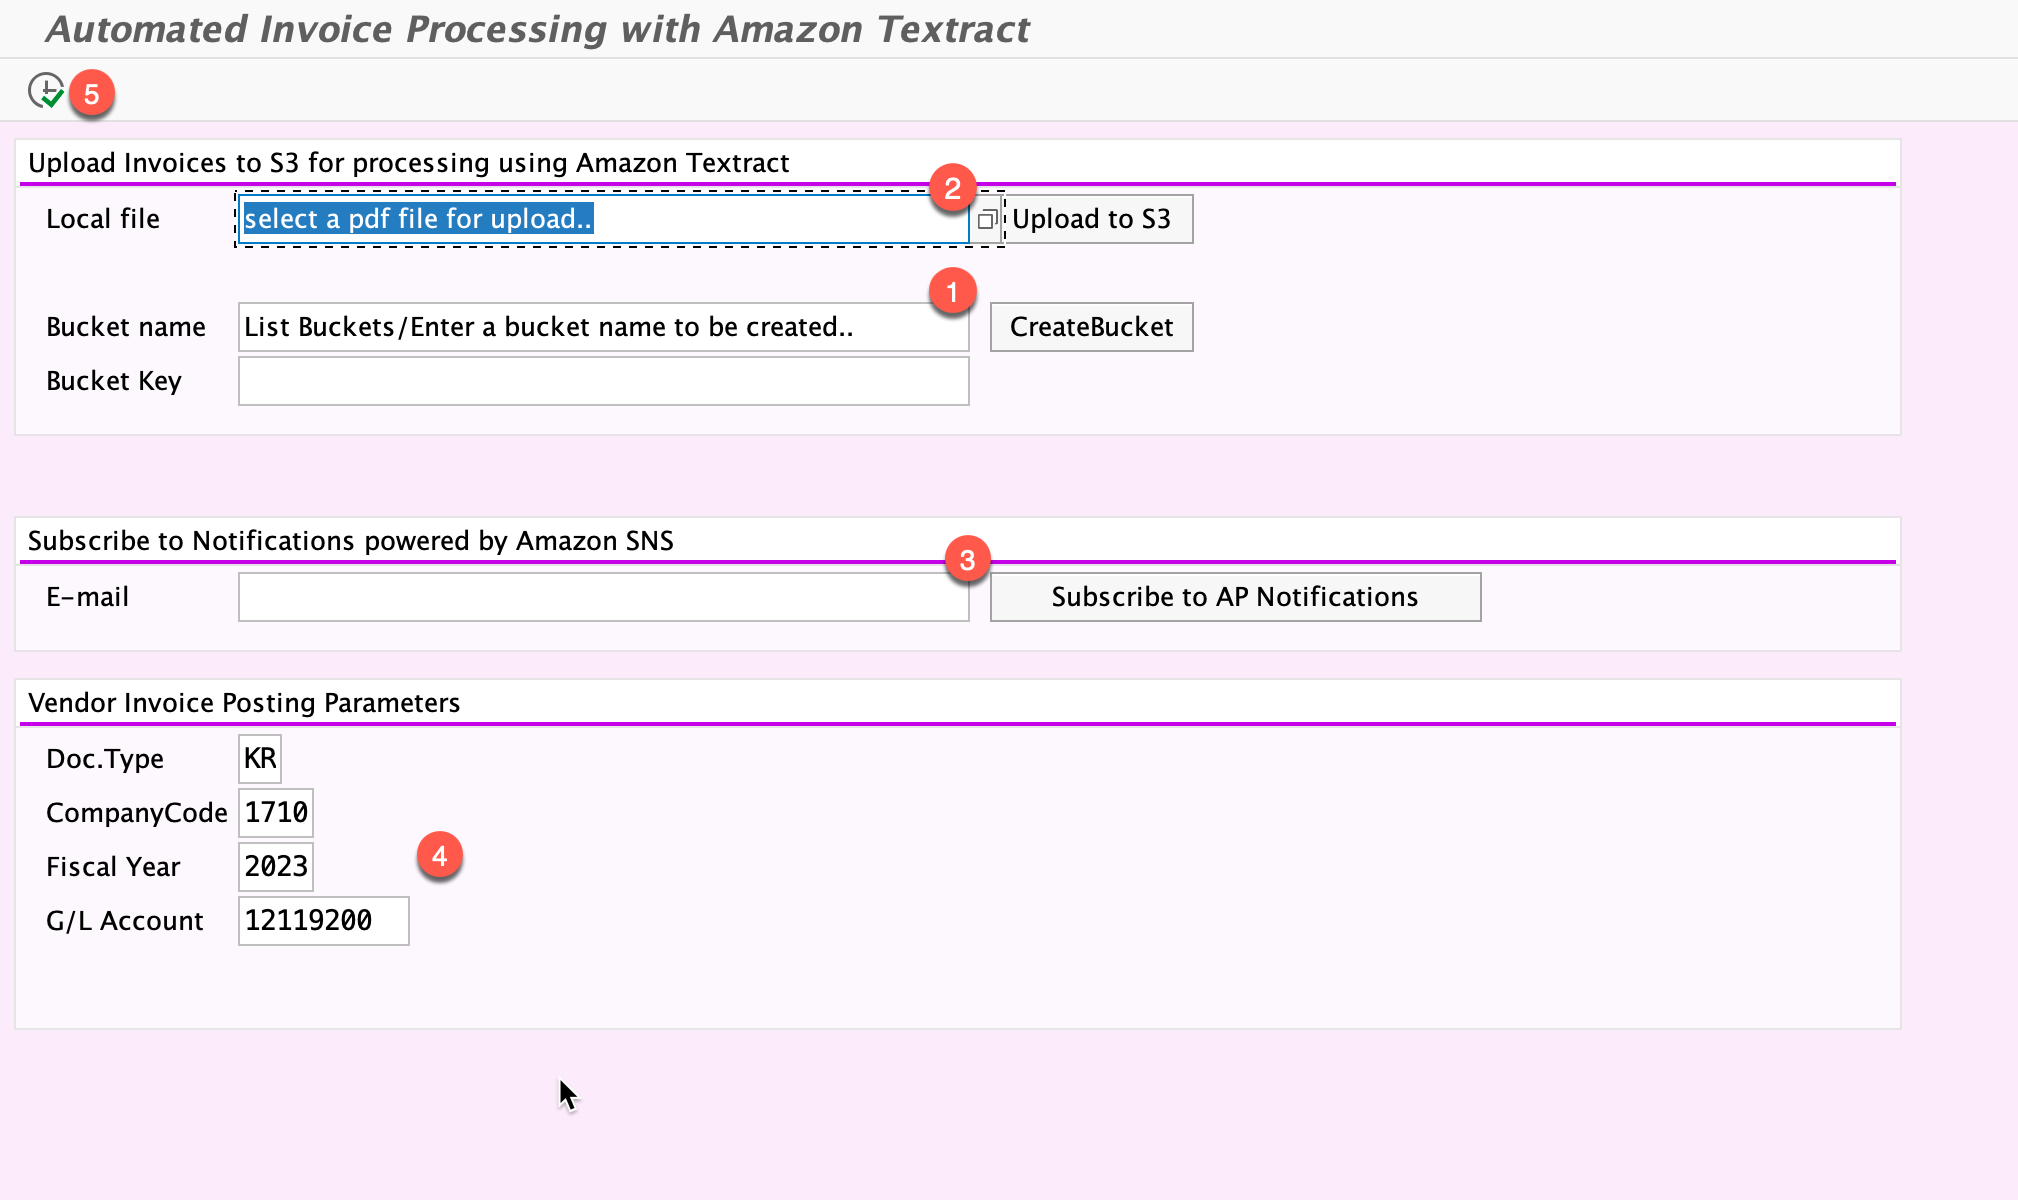 Automated Invoice Processing with Amazon Textract
5
Upload Invoices to S3 for processing using Amazon Textract
2
Local file select a pdf file for upload.. Upload to S3
1
Bucket name List Buckets/Enter a bucket name to be created.. CreateBucket
Bucket Key
Subscribe to Notifications powered by Amazon SNS
3
E-mail Subscribe to AP Notifications
Vendor Invoice Posting Parameters
Doc.Type KR
CompanyCode 1710
4
Fiscal Year 2023
G/L Account 12119200